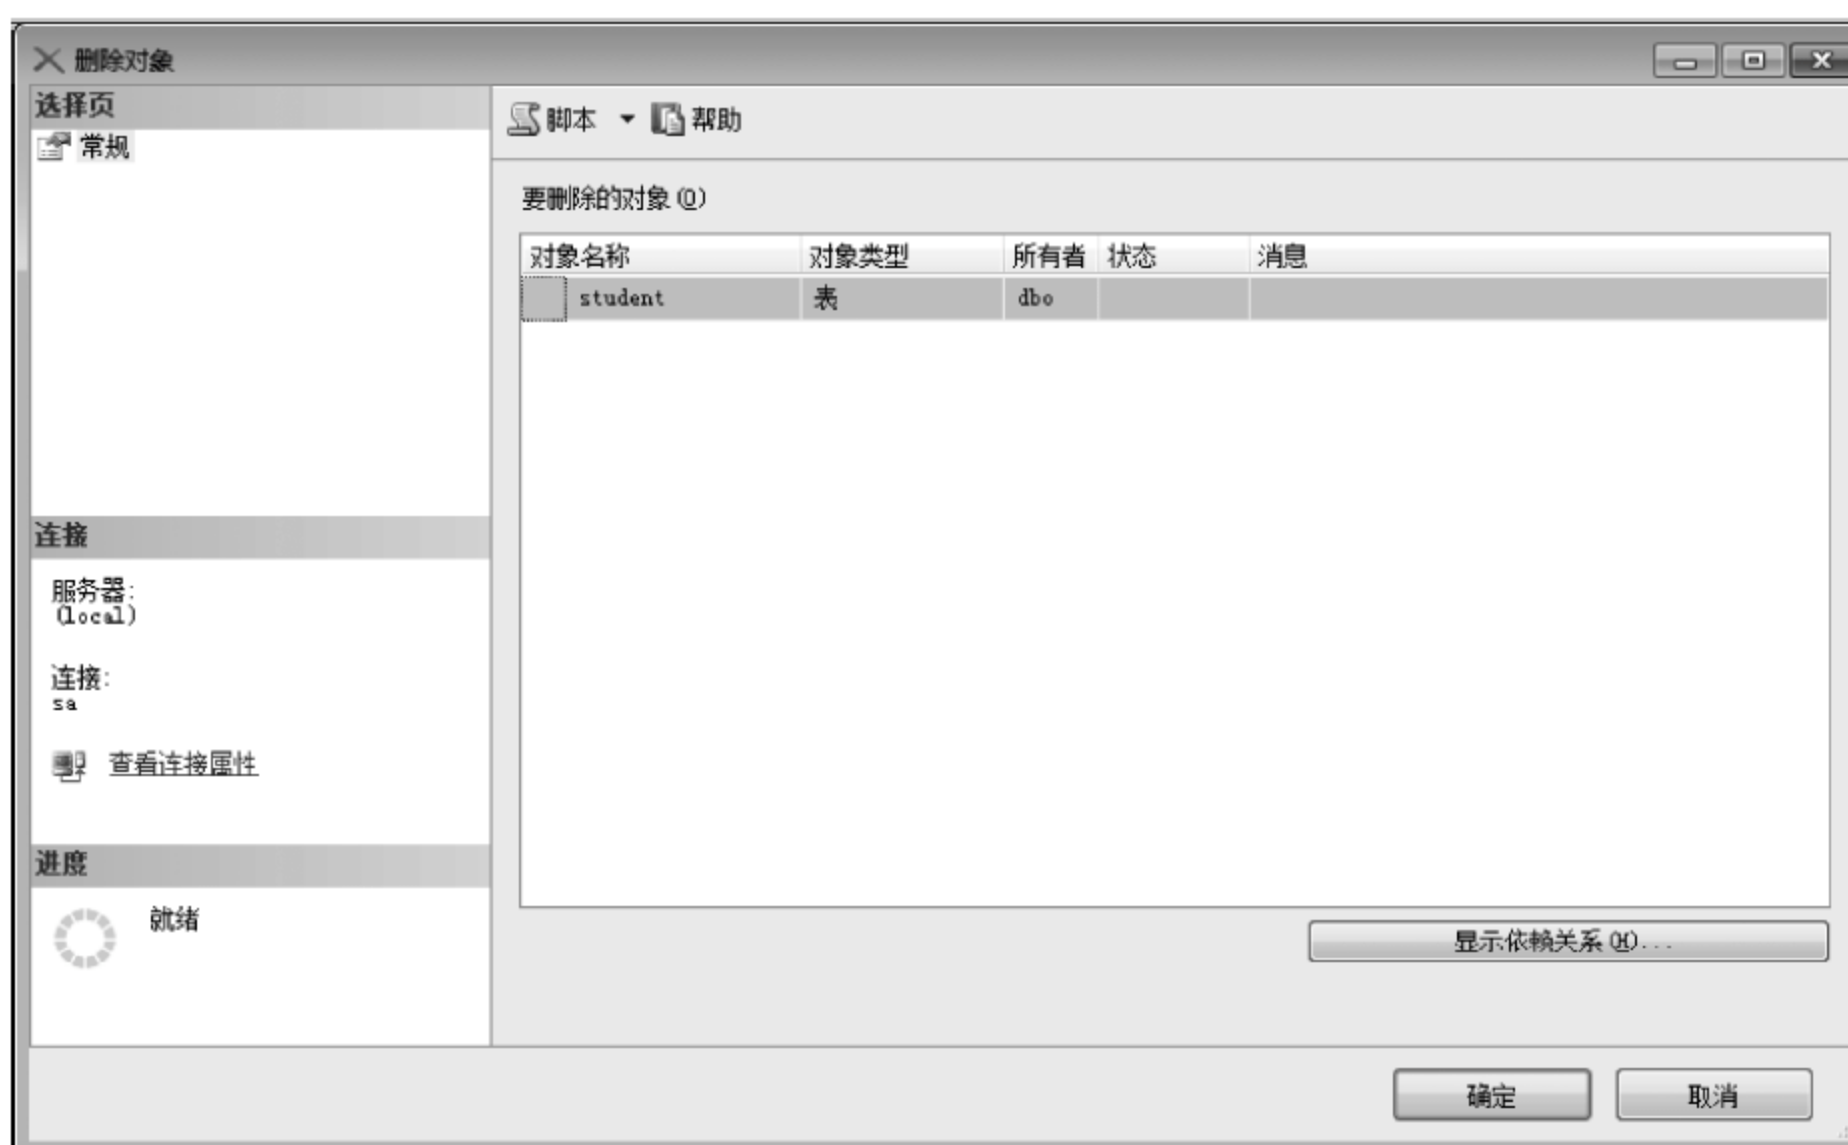 删除对象
选择页
常规
脚本 帮助
要删除的对象(O)
对象名称 对象类型 所有者 状态 消息
student 表 dbo
连接
服务器:
(local)
连接:
sa
查看连接属性
进度
就绪
显示依赖关系(H)...
确定 取消